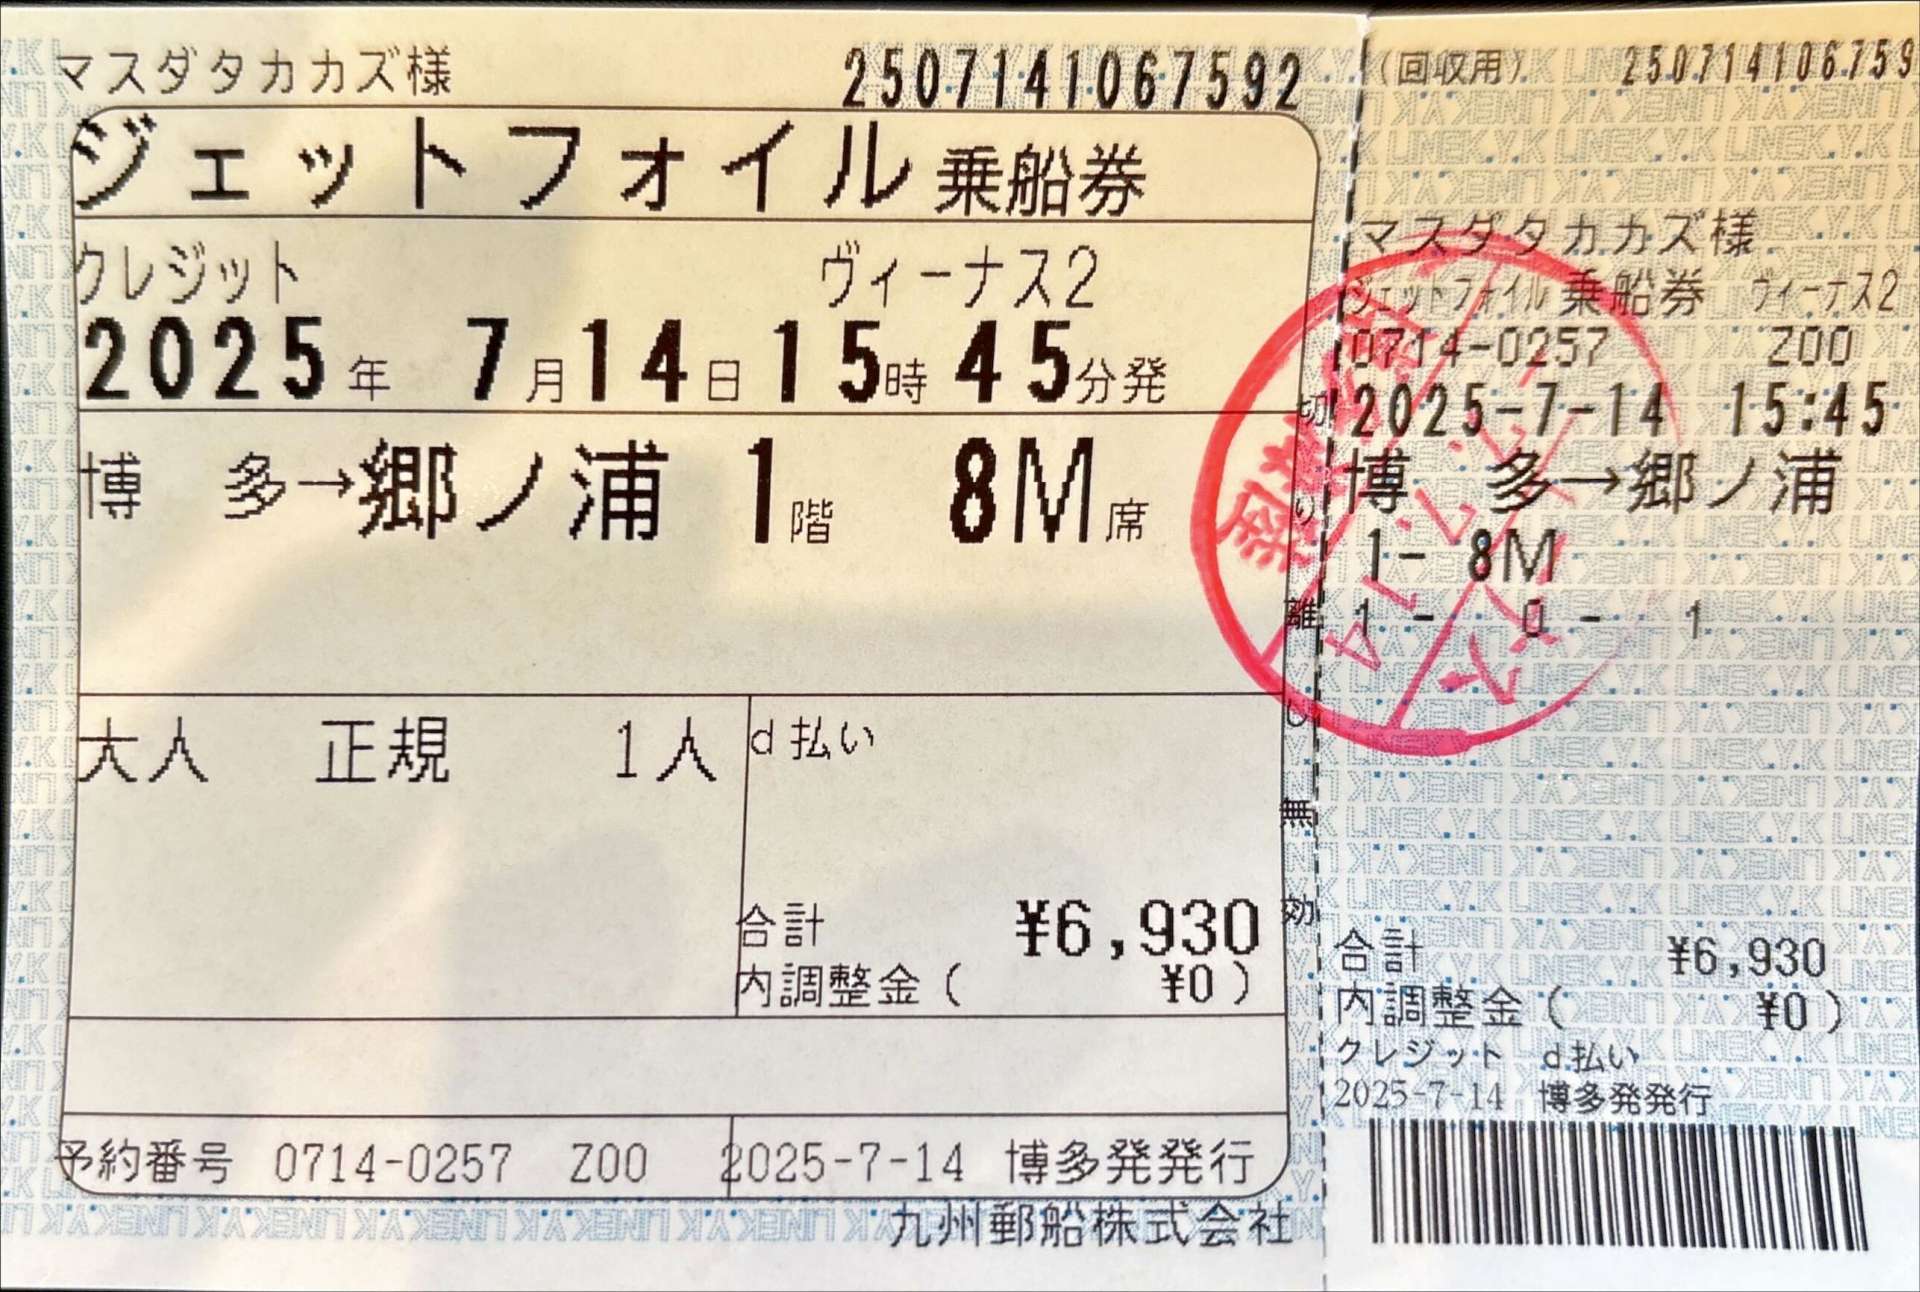 マスダタカカズ様
2507141067592
ジェットフォイル乗船券
クレジット ヴィーナス2
2025年 7月14日15時45分発
博 多→郷ノ浦 1階 8M席
大人 正規 1人
d払い
合計 ¥6,930
内調整金( ¥0)
予約番号 0714-0257 Z00 2025-7-14 博多発発行
九州郵船株式会社
切り離し無効
(回収用) 250714106759
マスダタカカズ様
ジェットフォイル乗船券 ヴィーナス2
0714-0257 Z00
2025-7-14 15:45
博 多→郷ノ浦
1- 8M
1- 0- 1
合計 ¥6,930
内調整金( ¥0)
クレジット d払い
2025-7-14 博多発発行